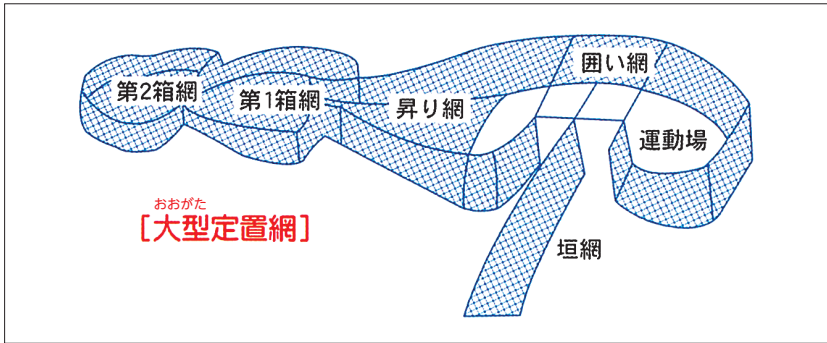 第2箱網
第1箱網
昇り網
囲い網
運動場
垣網
おおがた
[大型定置網]